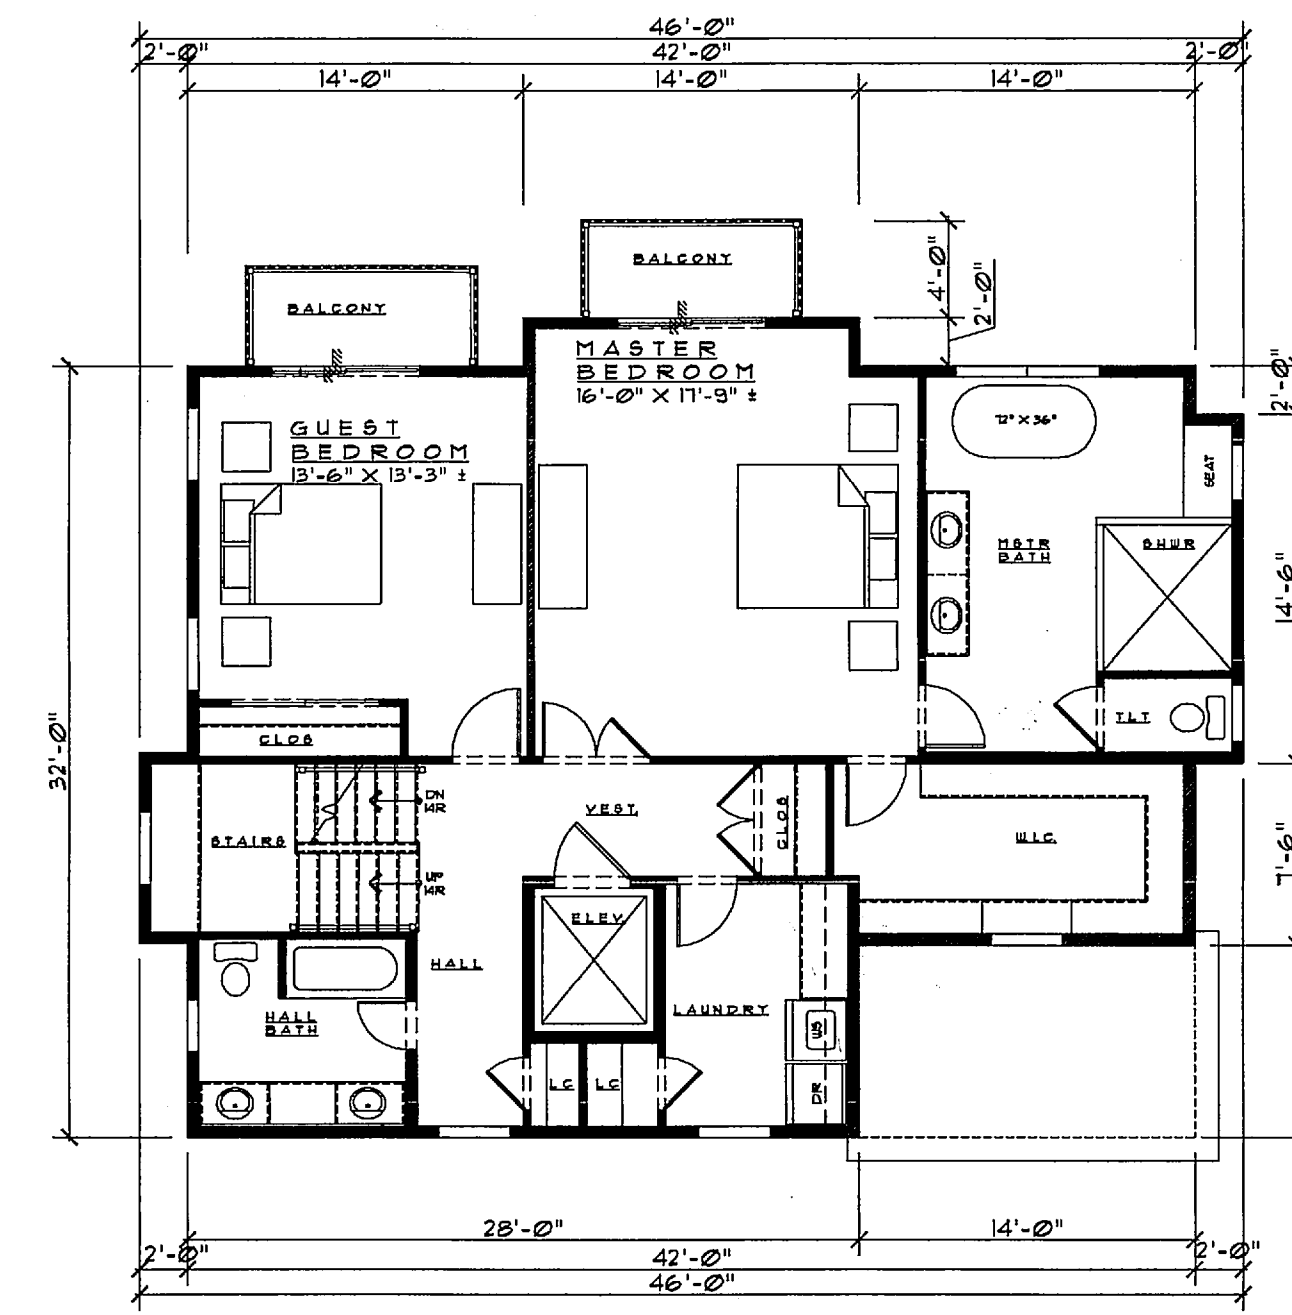 46'-0"
2'-0" 42'-0" 2'-0"
14'-0" 14'-0" 14'-0"
BALCONY
4'-0"
2'-0"
BALCONY
MASTER
BEDROOM
16'-0" X 17'-9" ±
2'-0"
72" X 36"
GUEST
BEDROOM
13'-6" X 13'-3" ±
SEAT
MSTR
BATH
SHWR
14'-6"
32'-0"
TLT
CLOS
DN
14R
VEST.
CLOS
STAIRS
W.I.C.
7'-6"
UP
14R
ELEV.
HALL
LAUNDRY
HALL
BATH
WS
LC LC
DR
28'-0" 14'-0"
2'-0" 42'-0" 2'-0"
46'-0"